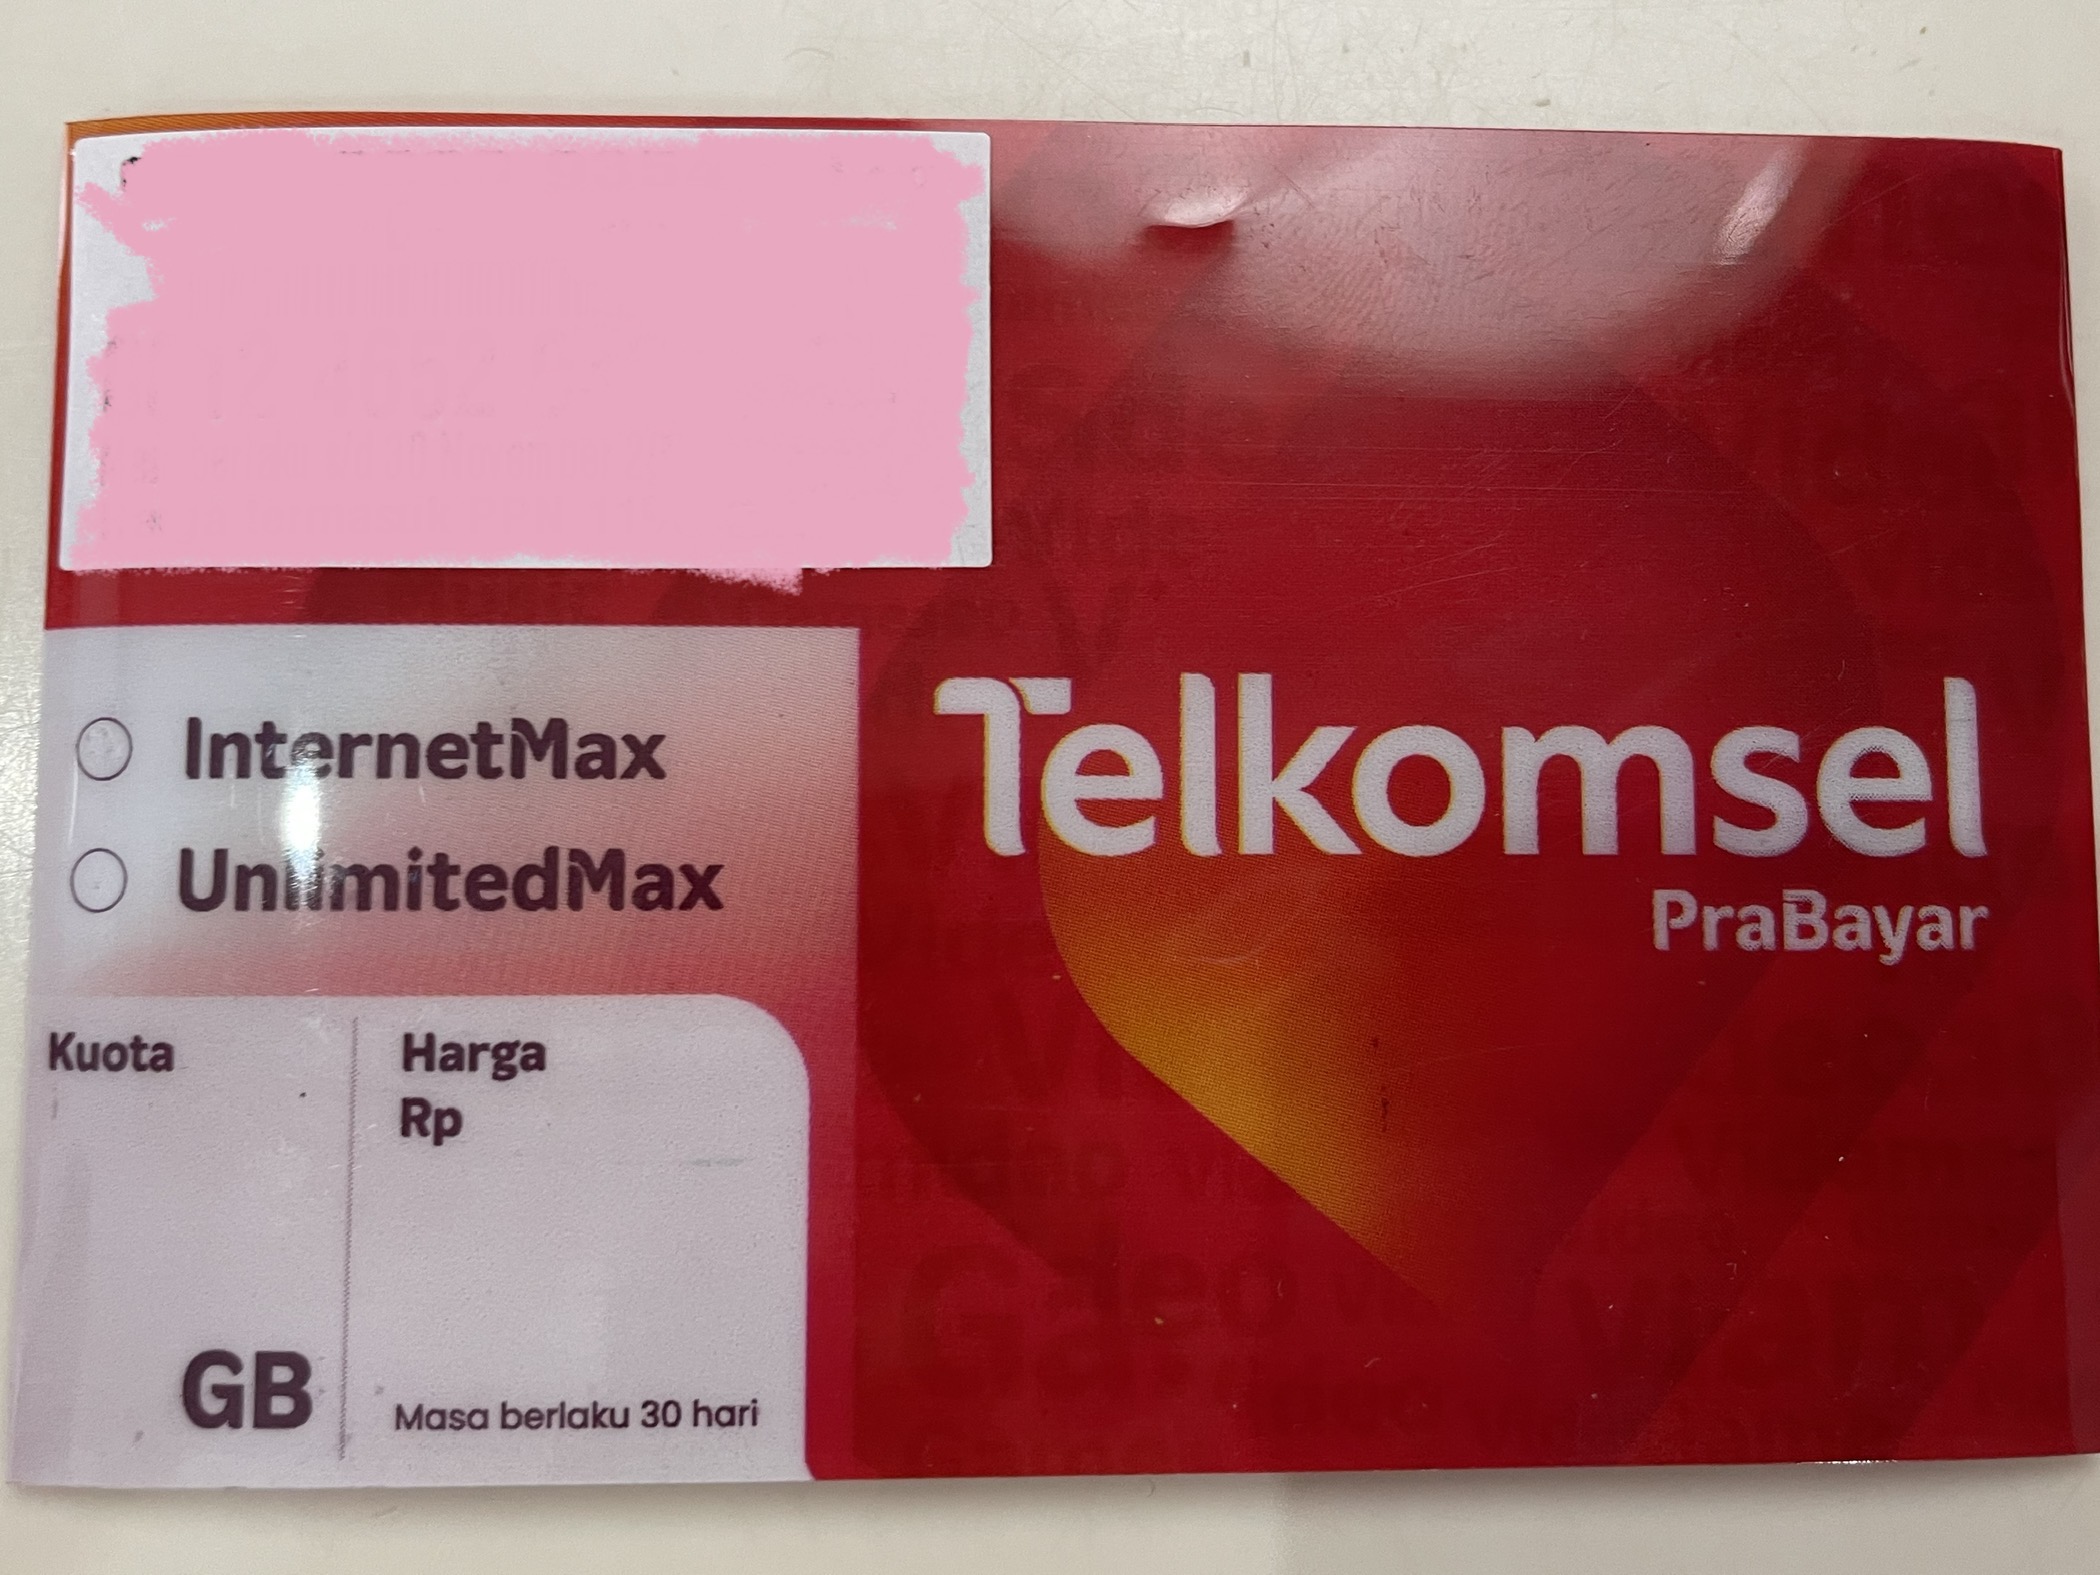 InternetMax
UnlimitedMax
Kuota
Harga
Rp
GB
Masa berlaku 30 hari
Telkomsel
PraBayar